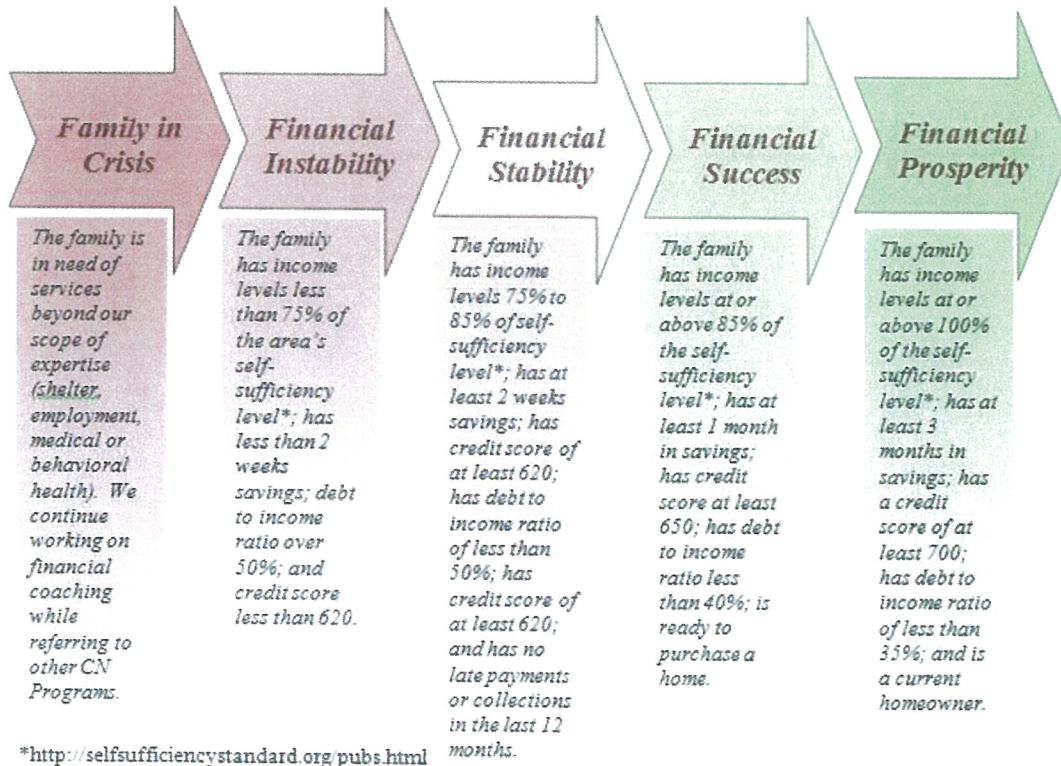 Family in
Crisis
The family is
in need of
services
beyond our
scope of
expertise
(shelter,
employment,
medical or
behavioral
health). We
continue
working on
financial
coaching
while
referring to
other CN
Programs.
Financial
Instability
The family
has income
levels less
than 75% of
the area's
self-
sufficiency
level*; has
less than 2
weeks
savings; debt
to income
ratio over
50%; and
credit score
less than 620.
Financial
Stability
The family
has income
levels 75% to
85% of self-
sufficiency
level*; has at
least 2 weeks
savings; has
credit score of
at least 620;
has debt to
income ratio
of less than
50%; has
credit score of
at least 620;
and has no
late payments
or collections
in the last 12
months.
Financial
Success
The family
has income
levels at or
above 85% of
the self-
sufficiency
level*; has at
least 1 month
in savings;
has credit
score at least
650; has debt
to income
ratio less
than 40%; is
ready to
purchase a
home.
Financial
Prosperity
The family
has income
levels at or
above 100%
of the self-
sufficiency
level*; has at
least 3
months in
savings; has
a credit
score of at
least 700;
has debt to
income ratio
of less than
35%; and is
a current
homeowner.
*http://selfsufficiencystandard.org/pubs.html